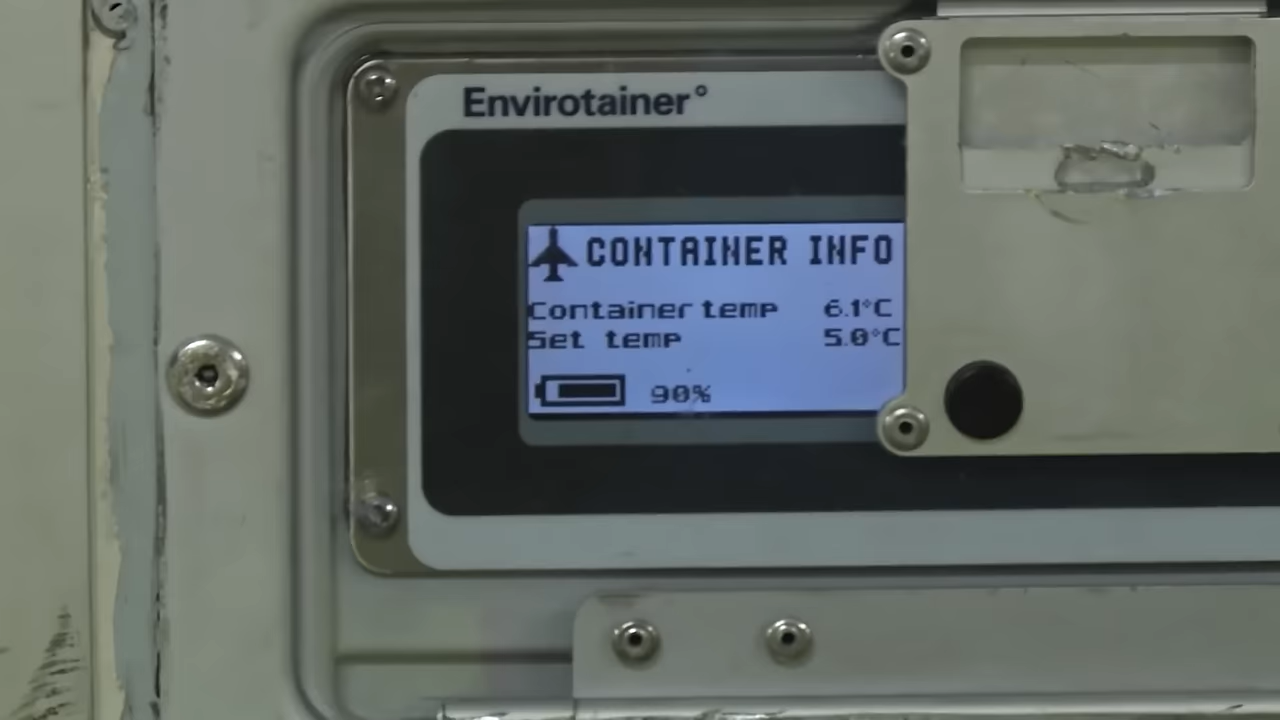 Envirotainer°
CONTAINER INFO
Container temp 6.1°C
Set temp 5.0°C
90%